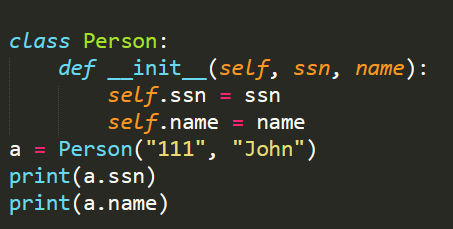 class Person:
    def __init__(self, ssn, name):
        self.ssn = ssn
        self.name = name
a = Person("111", "John")
print(a.ssn)
print(a.name)